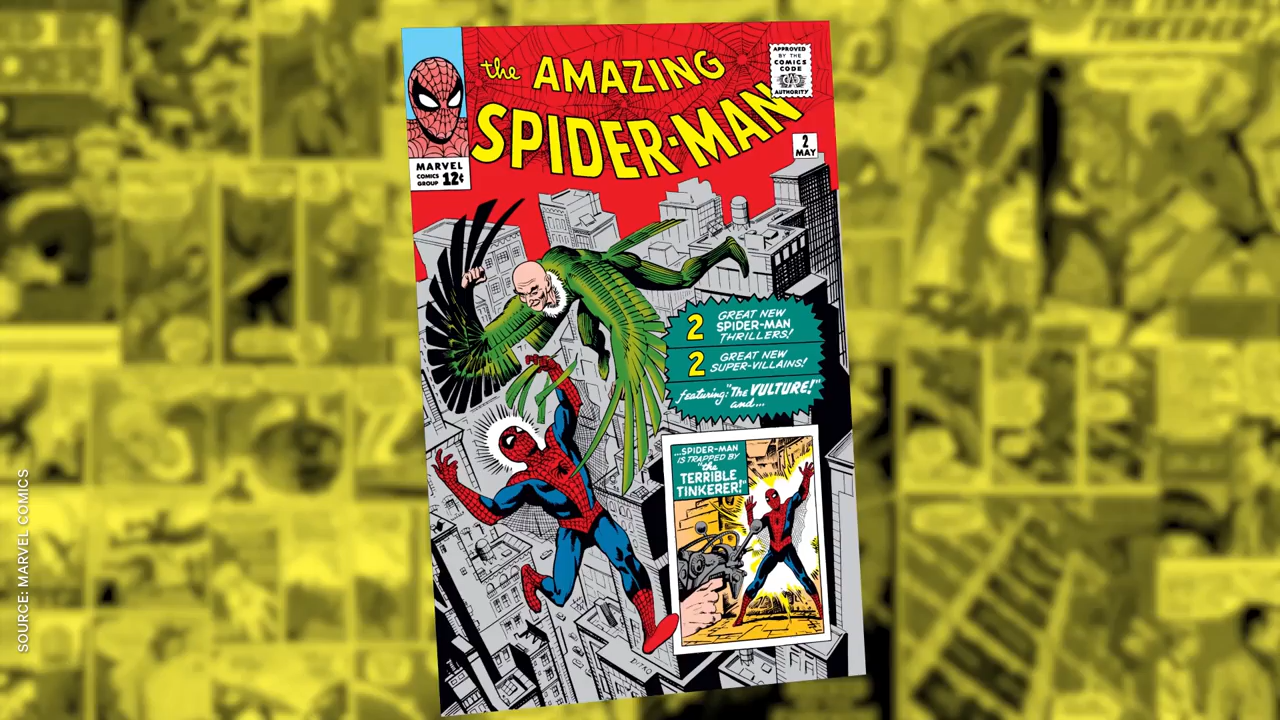 the AMAZING
SPIDER-MAN
APPROVED
BY THE
COMICS
CODE
AUTHORITY
MARVEL
COMICS
GROUP 12¢
2
MAY
2 GREAT NEW
SPIDER-MAN
THRILLERS!
2 GREAT NEW
SUPER-VILLAINS!
featuring: "The VULTURE!"
and...
...SPIDER-MAN
IS TRAPPED BY
"the
TERRIBLE
TINKERER!"
DITKO
SOURCE: MARVEL COMICS